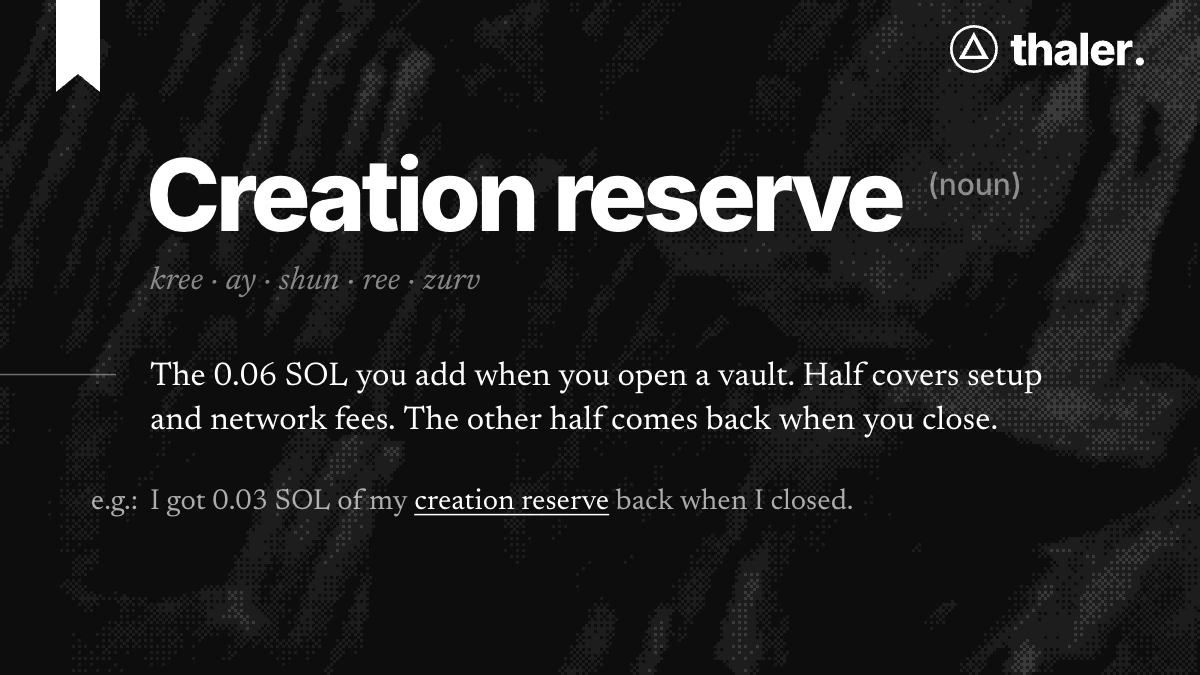 thaler.
Creation reserve (noun)
kree · ay · shun · ree · zurv
The 0.06 SOL you add when you open a vault. Half covers setup
and network fees. The other half comes back when you close.
e.g.: I got 0.03 SOL of my creation reserve back when I closed.